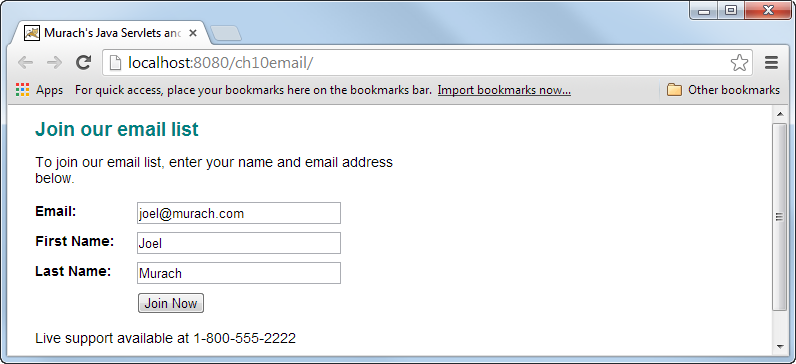 Murach's Java Servlets and
localhost:8080/ch10email/
Apps For quick access, place your bookmarks here on the bookmarks bar. Import bookmarks now... Other bookmarks
Join our email list
To join our email list, enter your name and email address
below.
Email: joel@murach.com
First Name: Joel
Last Name: Murach
Join Now
Live support available at 1-800-555-2222